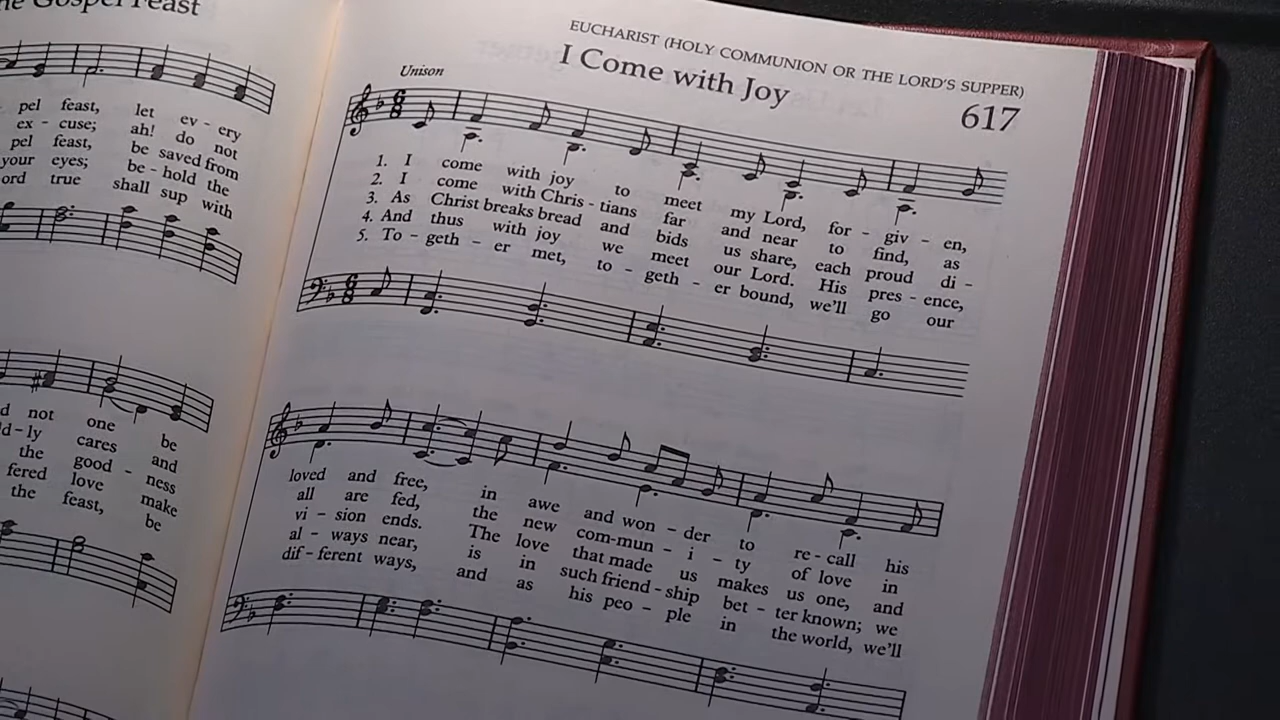 Gospel Feast
pel feast, let ev - ery
ex - cuse; ah! do not
pel feast, be saved from
your eyes; be - hold the
true shall sup with
not one be
cares and
the good - ness
love make
the feast, be
EUCHARIST (HOLY COMMUNION OR THE LORD'S SUPPER)
I Come with Joy
617
Unison
1. I come with joy to meet my Lord, for - giv - en,
2. I come with Chris - tians far and near to find, as
3. As Christ breaks bread and bids us share, each proud di -
4. And thus with joy we meet our Lord. His pres - ence,
5. To - geth - er met, to - geth - er bound, we'll go our
loved and free, in awe and won - der to re - call his
all are fed, the new com-mun - i - ty of love in
vi - sion ends. The love that made us makes us one, and
al - ways near, is in such friend - ship bet - ter known; we
dif - ferent ways, and as his peo - ple in the world, we'll